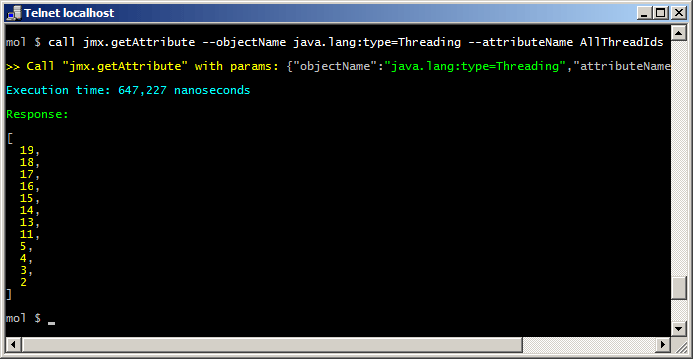 Telnet localhost
mol $ call jmx.getAttribute --objectName java.lang:type=Threading --attributeName AllThreadIds
>> Call "jmx.getAttribute" with params: {"objectName":"java.lang:type=Threading","attributeName
Execution time: 647,227 nanoseconds
Response:
[
19,
18,
17,
16,
15,
14,
13,
11,
5,
4,
3,
2
]
mol $ _